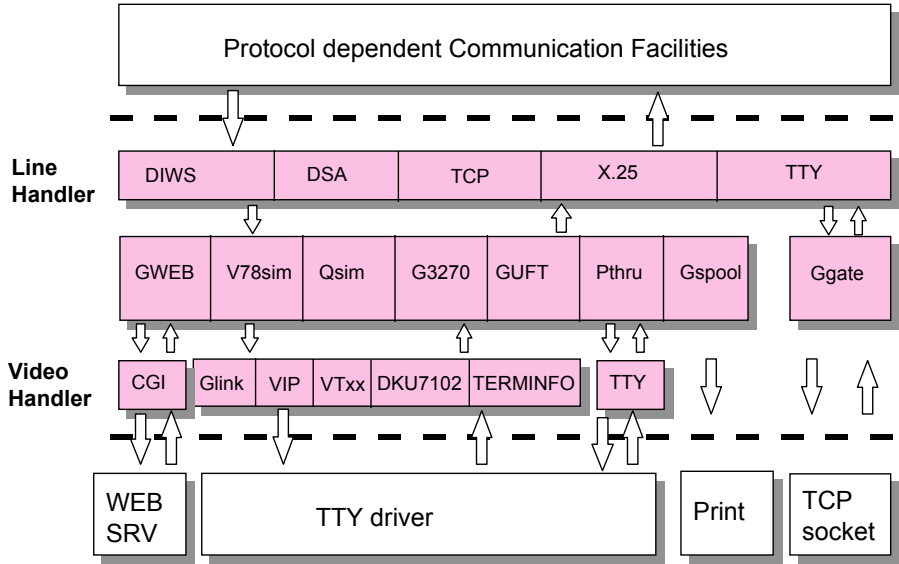 Protocol dependent Communication Facilities
Line
Handler
DIWS
DSA
TCP
X.25
TTY
GWEB
V78sim
Qsim
G3270
GUFT
Pthru
Gspool
Ggate
Video
Handler
CGI
Glink
VIP
VTxx
DKU7102
TERMINFO
TTY
WEB
SRV
TTY driver
Print
TCP
socket